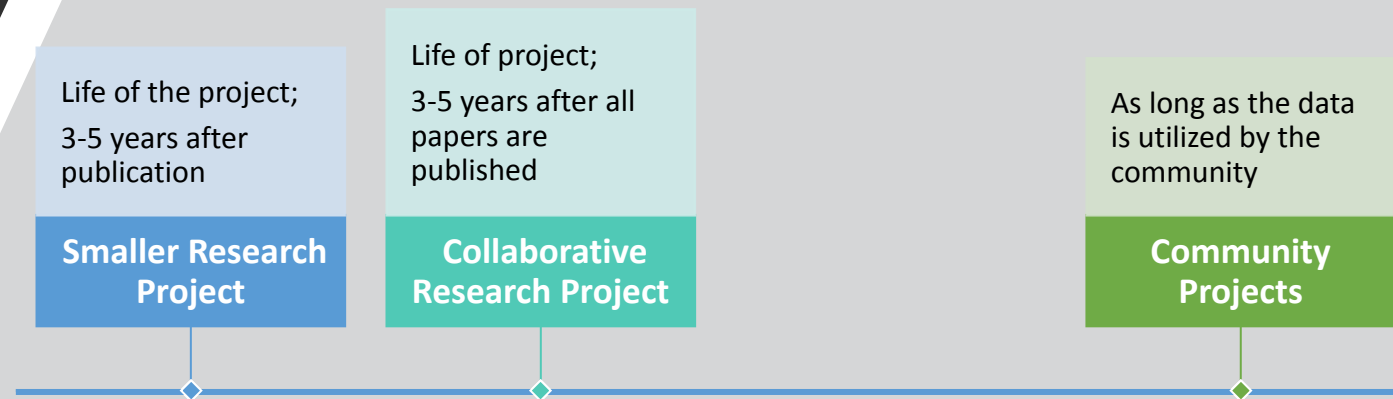 Life of the project;
3-5 years after
publication
Smaller Research
Project
Life of project;
3-5 years after all
papers are
published
Collaborative
Research Project
As long as the data
is utilized by the
community
Community
Projects